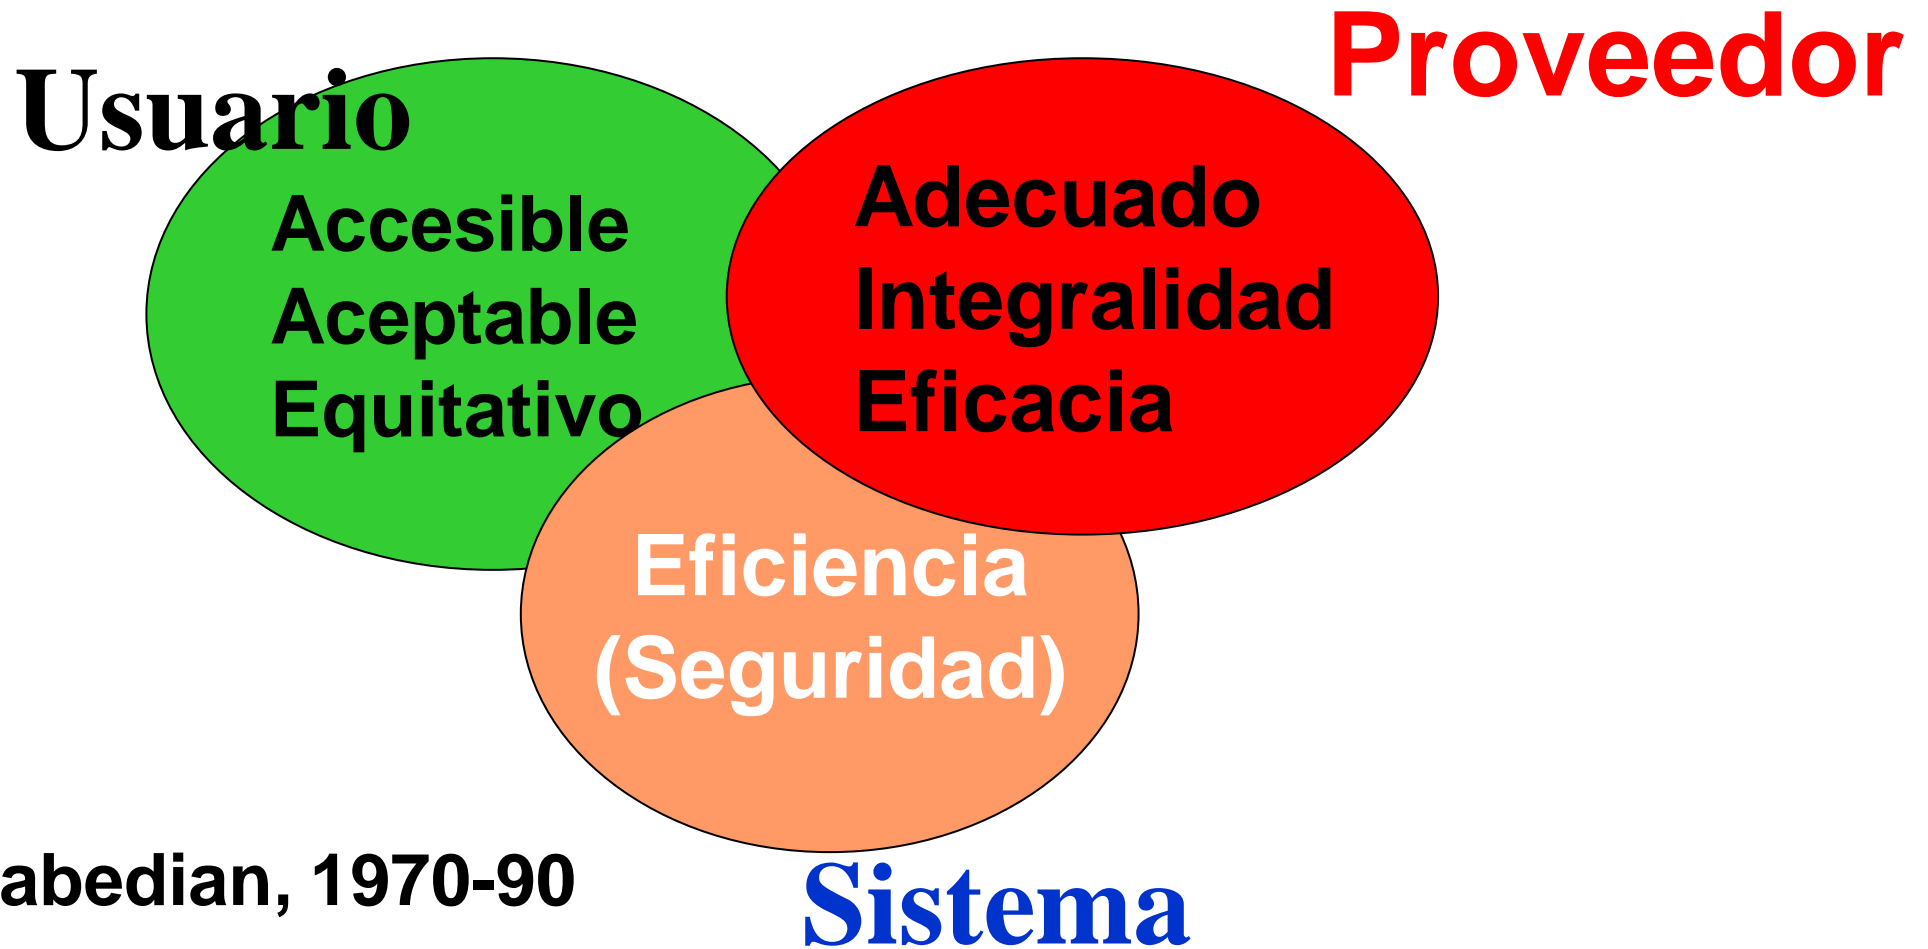 Proveedor
Usuario
Accesible
Aceptable
Equitativo
Adecuado
Integralidad
Eficacia
Eficiencia
(Seguridad)
abedian, 1970-90
Sistema